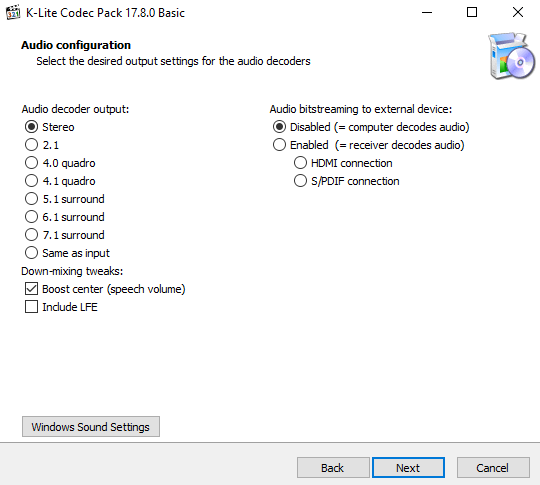 K-Lite Codec Pack 17.8.0 Basic
Audio configuration
Select the desired output settings for the audio decoders
Audio decoder output:
Stereo
2.1
4.0 quadro
4.1 quadro
5.1 surround
6.1 surround
7.1 surround
Same as input
Down-mixing tweaks:
Boost center (speech volume)
Include LFE
Audio bitstreaming to external device:
Disabled (= computer decodes audio)
Enabled (= receiver decodes audio)
HDMI connection
S/PDIF connection
Windows Sound Settings
Back
Next
Cancel